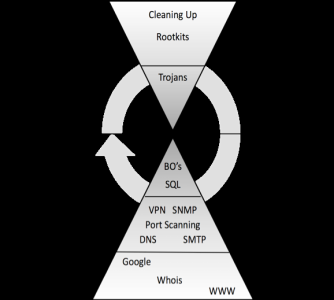 Cleaning Up
Rootkits
Trojans
BO's
SQL
VPN SNMP
Port Scanning
DNS SMTP
Google
Whois
WWW